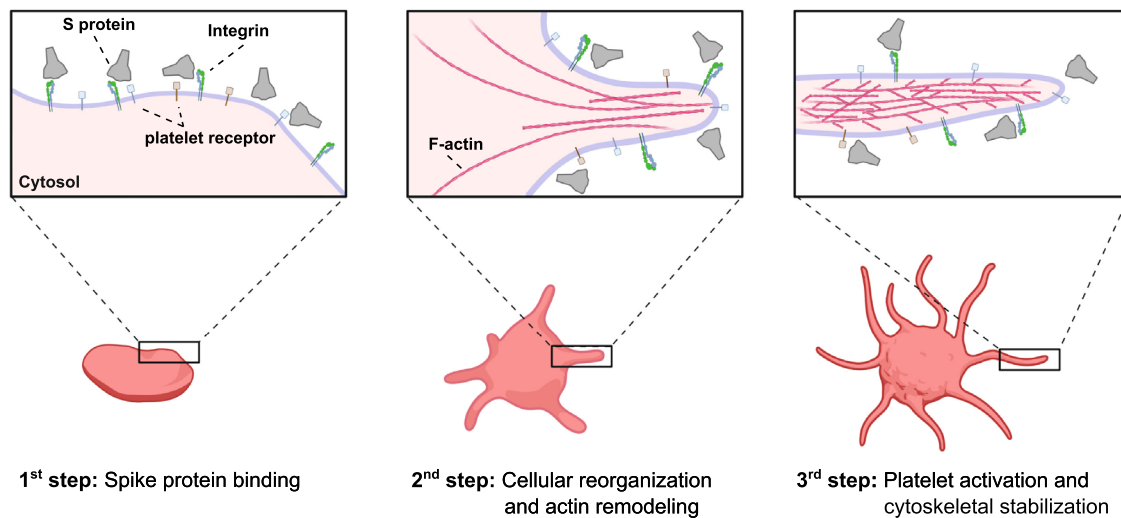 S protein
Integrin
platelet receptor
Cytosol
F-actin
1st step: Spike protein binding
2nd step: Cellular reorganization
and actin remodeling
3rd step: Platelet activation and
cytoskeletal stabilization